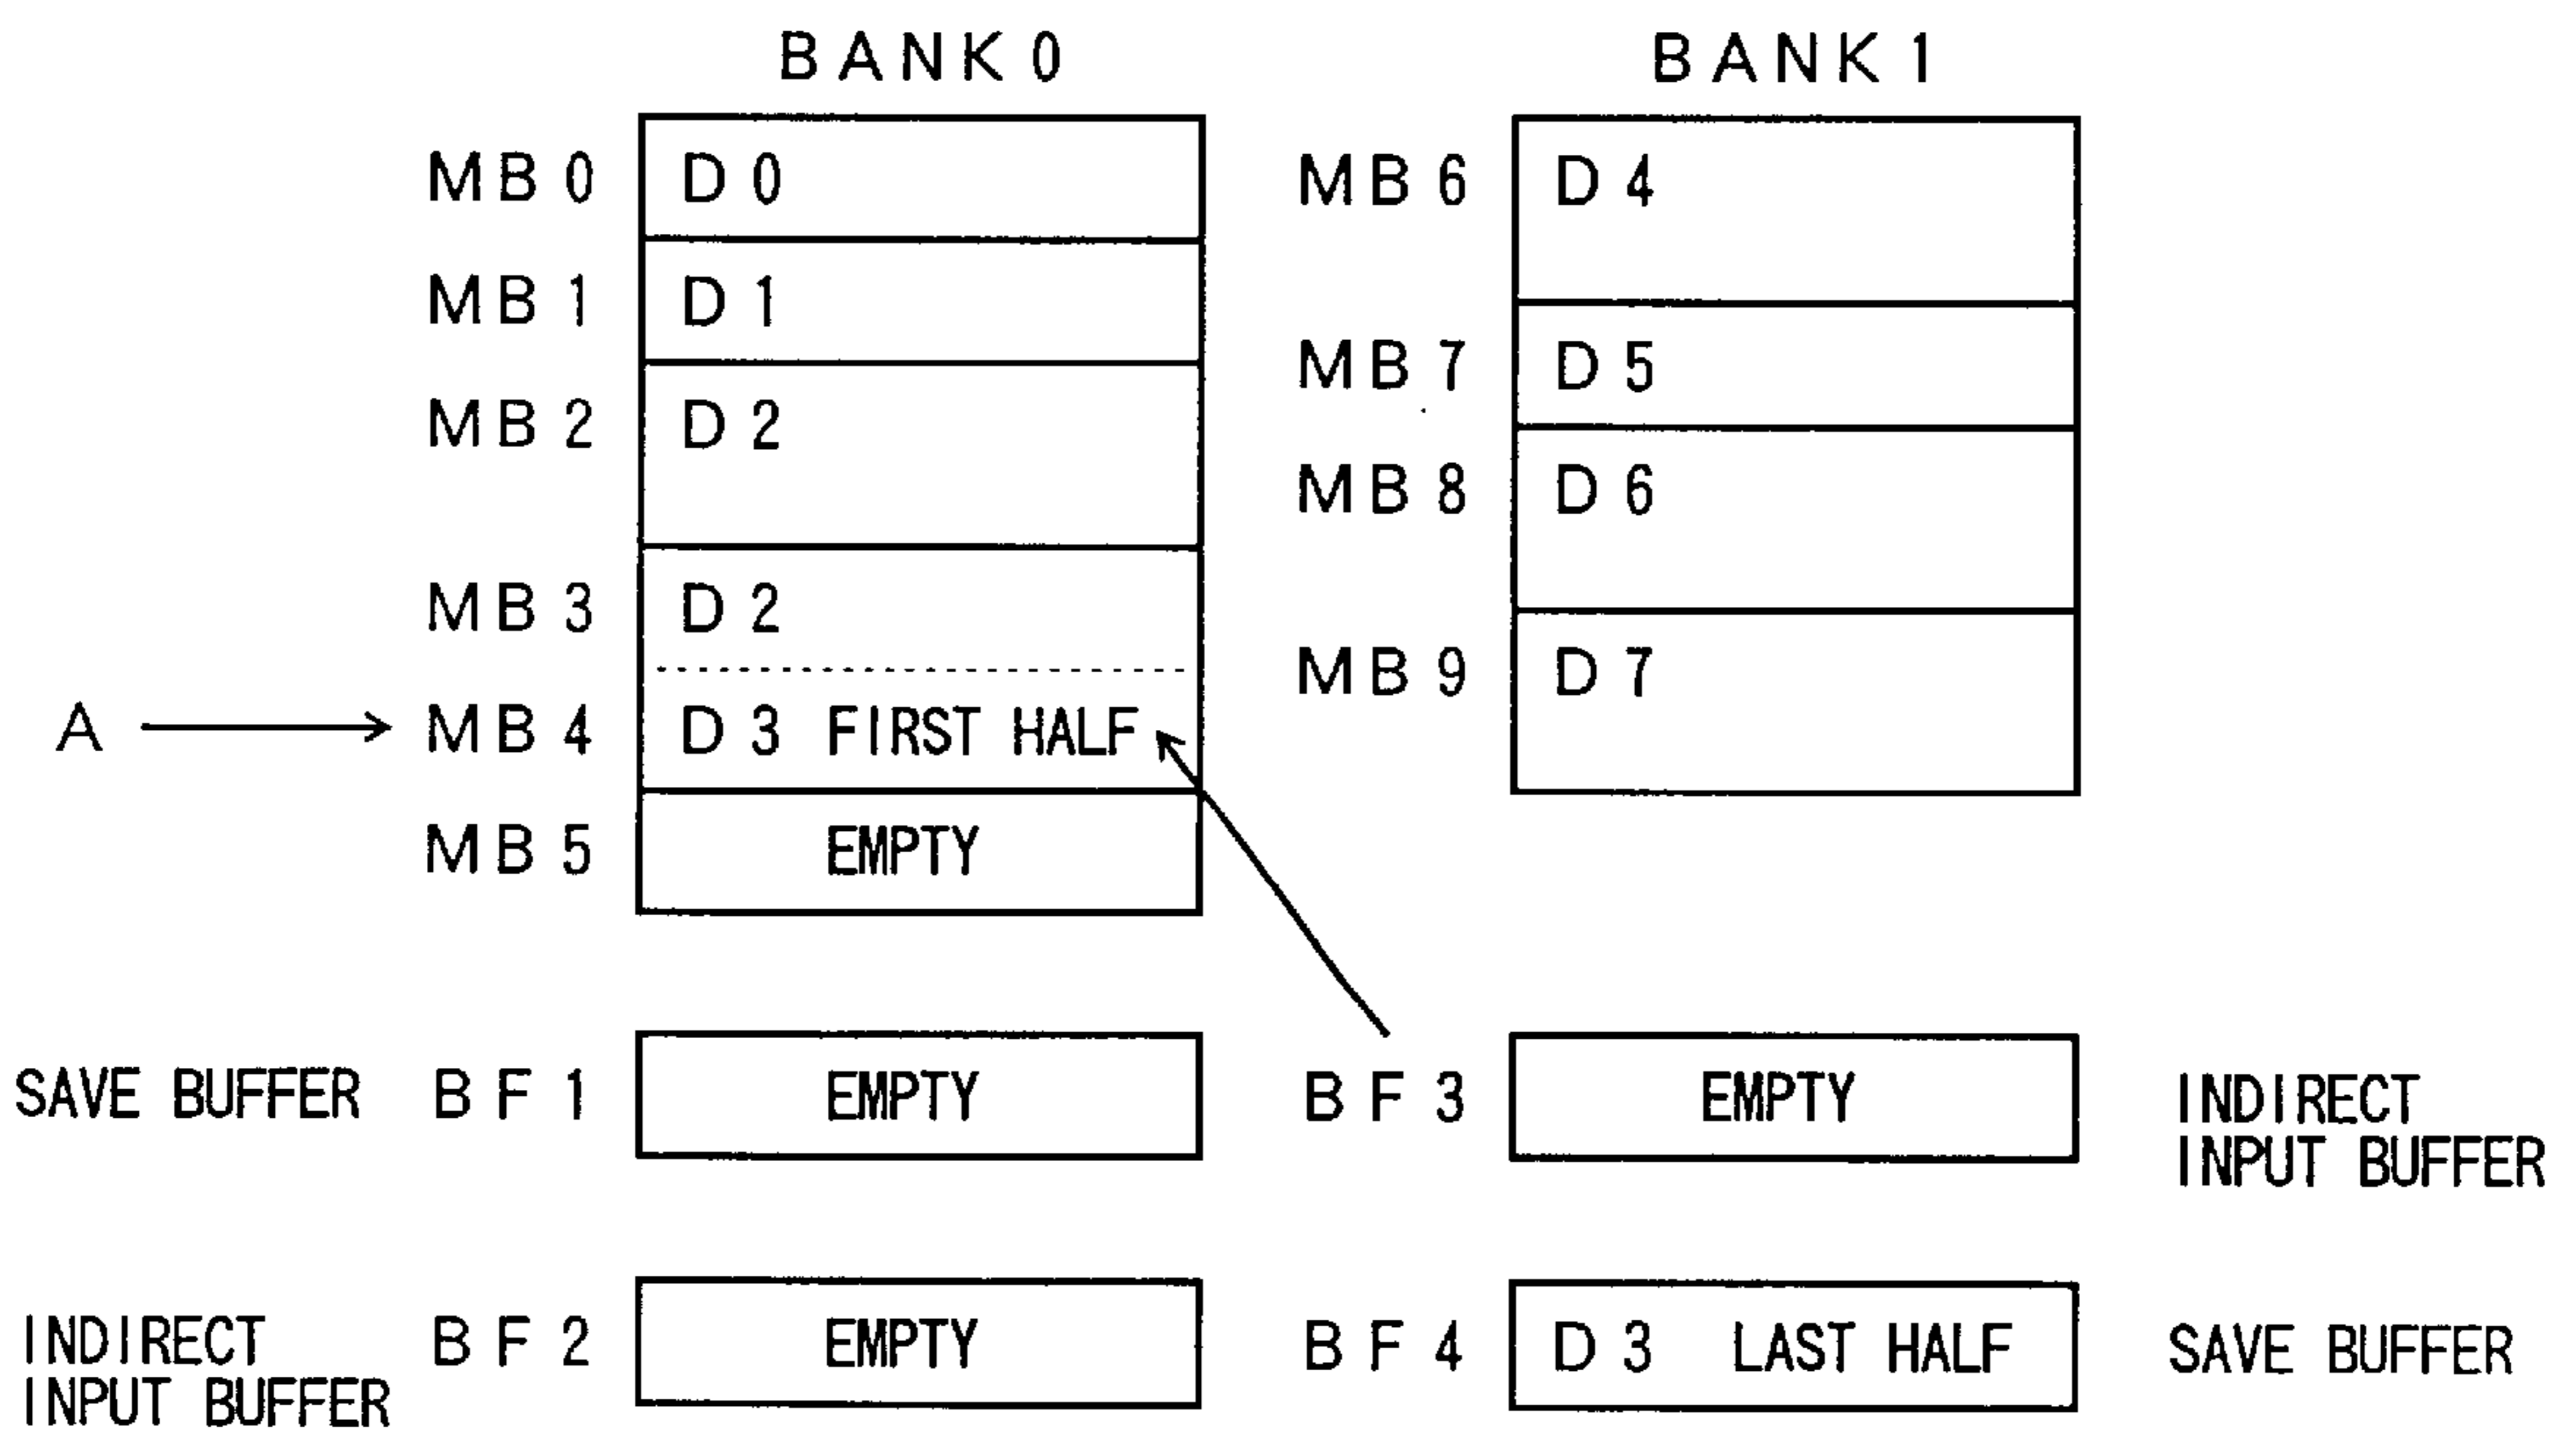 BANK0 BANK1
MB0 D0 MB6 D4
MB1 D1
MB7 D5
MB2 D2
MB8 D6
MB3 D2
MB9 D7
A MB4 D3 FIRST HALF
MB5 EMPTY
SAVE BUFFER BF1 EMPTY BF3 EMPTY INDIRECT
INPUT BUFFER
INDIRECT BF2 EMPTY BF4 D3 LAST HALF SAVE BUFFER
INPUT BUFFER